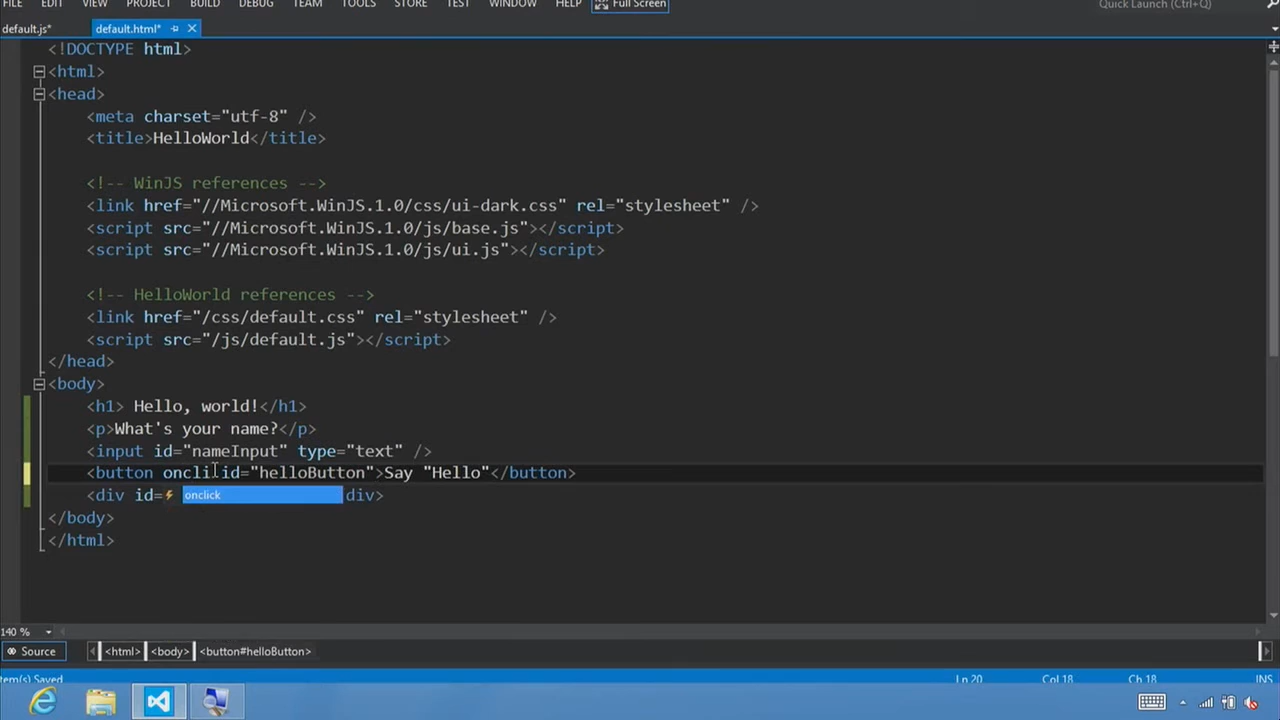 FILE EDIT VIEW PROJECT BUILD DEBUG TEAM TOOLS STORE TEST WINDOW HELP Full Screen Quick Launch (Ctrl+Q)
default.js* default.html*
<!DOCTYPE html>
<html>
<head>
<meta charset="utf-8" />
<title>HelloWorld</title>
<!-- WinJS references -->
<link href="//Microsoft.WinJS.1.0/css/ui-dark.css" rel="stylesheet" />
<script src="//Microsoft.WinJS.1.0/js/base.js"></script>
<script src="//Microsoft.WinJS.1.0/js/ui.js"></script>
<!-- HelloWorld references -->
<link href="/css/default.css" rel="stylesheet" />
<script src="/js/default.js"></script>
</head>
<body>
<h1> Hello, world!</h1>
<p>What's your name?</p>
<input id="nameInput" type="text" />
<button oncli id="helloButton">Say "Hello"</button>
<div id= onclick div>
</body>
</html>
140 %
Source <html> <body> <button#helloButton>
tem(s) Saved Ln 20 Col 18 Ch 18 INS